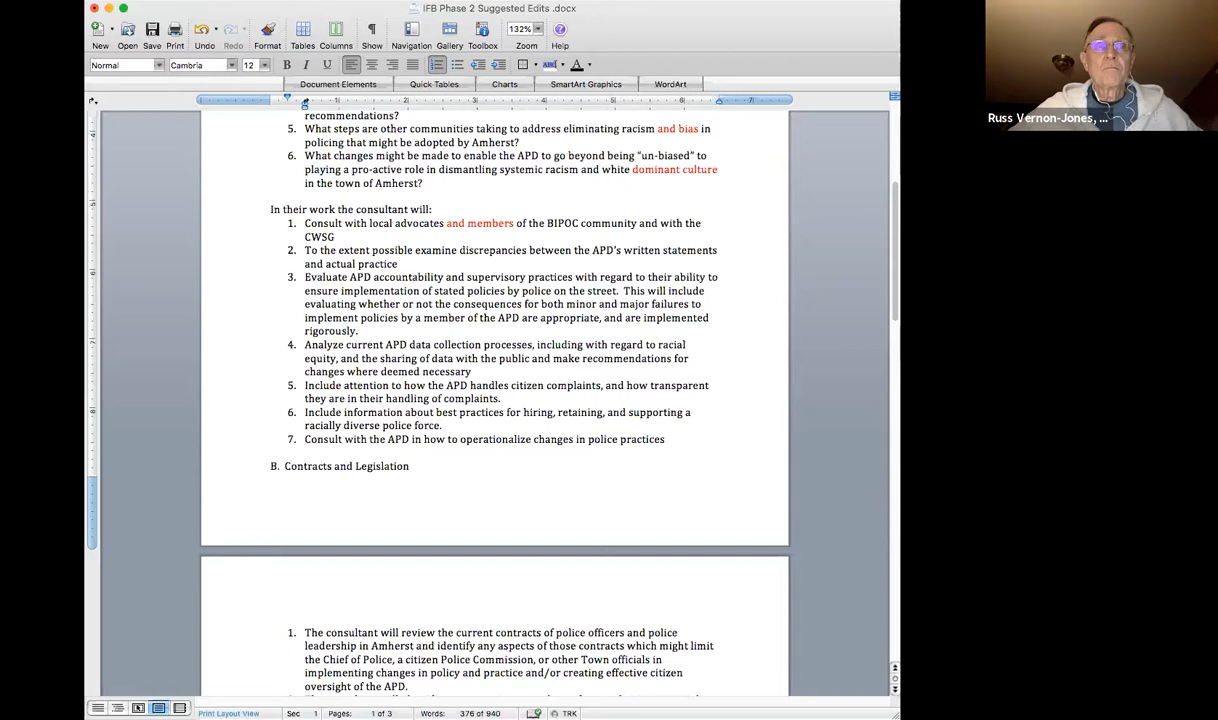 IFB Phase 2 Suggested Edits .docx
New Open Save Print Undo Redo Format Tables Columns Show Navigation Gallery Toolbox Zoom Help
132%
Normal Cambria 12 B I U ABC A
Document Elements Quick Tables Charts SmartArt Graphics WordArt
recommendations?
5. What steps are other communities taking to address eliminating racism and bias in
policing that might be adopted by Amherst?
6. What changes might be made to enable the APD to go beyond being “un-biased” to
playing a pro-active role in dismantling systemic racism and white dominant culture
in the town of Amherst?
In their work the consultant will:
1. Consult with local advocates and members of the BIPOC community and with the
CWSG
2. To the extent possible examine discrepancies between the APD’s written statements
and actual practice
3. Evaluate APD accountability and supervisory practices with regard to their ability to
ensure implementation of stated policies by police on the street. This will include
evaluating whether or not the consequences for both minor and major failures to
implement policies by a member of the APD are appropriate, and are implemented
rigorously.
4. Analyze current APD data collection processes, including with regard to racial
equity, and the sharing of data with the public and make recommendations for
changes where deemed necessary
5. Include attention to how the APD handles citizen complaints, and how transparent
they are in their handling of complaints.
6. Include information about best practices for hiring, retaining, and supporting a
racially diverse police force.
7. Consult with the APD in how to operationalize changes in police practices
B. Contracts and Legislation
1. The consultant will review the current contracts of police officers and police
leadership in Amherst and identify any aspects of those contracts which might limit
the Chief of Police, a citizen Police Commission, or other Town officials in
implementing changes in policy and practice and/or creating effective citizen
oversight of the APD.
Print Layout View Sec 1 Pages: 1 of 3 Words: 376 of 940 TRK
Russ Vernon-Jones, ...